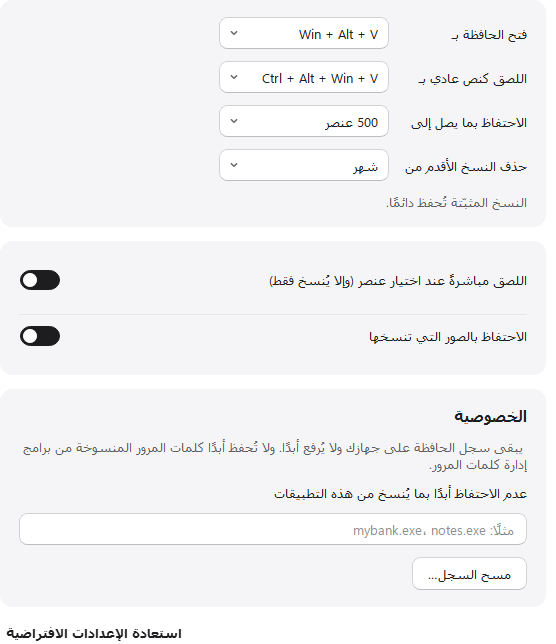 فتح الحافظة بـ
Win + Alt + V
اللصق كنص عادي بـ
Ctrl + Alt + Win + V
الاحتفاظ بما يصل إلى
500 عنصر
حذف النسخ الأقدم من
شهر
النسخ المثبّتة تُحفظ دائمًا.
اللصق مباشرةً عند اختيار عنصر (وإلا يُنسخ فقط)
الاحتفاظ بالصور التي تنسخها
الخصوصية
يبقى سجل الحافظة على جهازك ولا يُرفع أبدًا. ولا تُحفظ أبدًا كلمات المرور المنسوخة من برامج
إدارة كلمات المرور.
عدم الاحتفاظ أبدًا بما يُنسخ من هذه التطبيقات
مثلًا: mybank.exe، notes.exe
مسح السجل...
استعادة الإعدادات الافتراضية